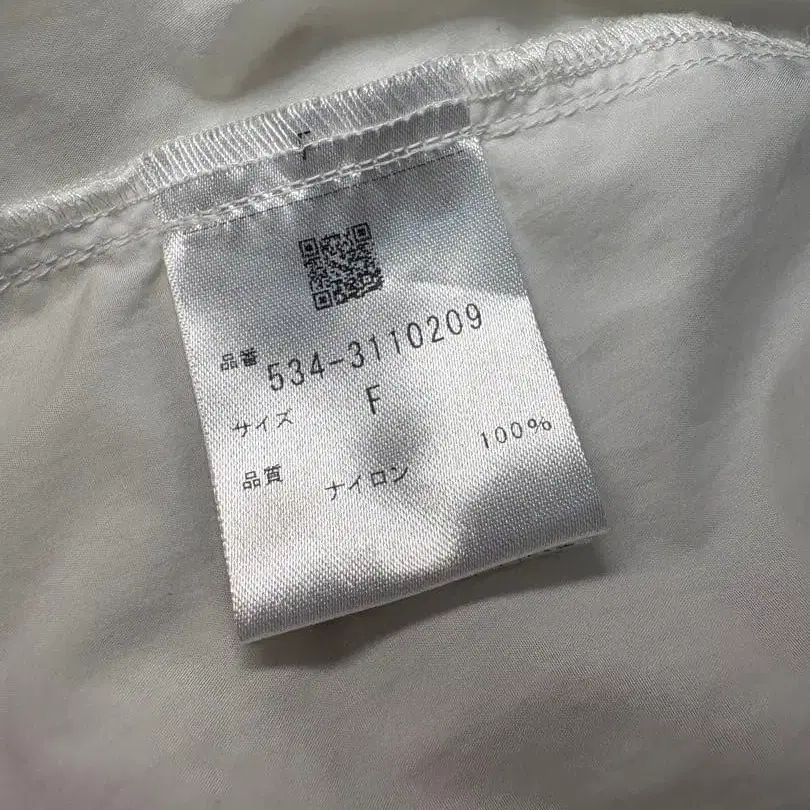 品番 534-3110209
サイズ F
品質 ナイロン 100%